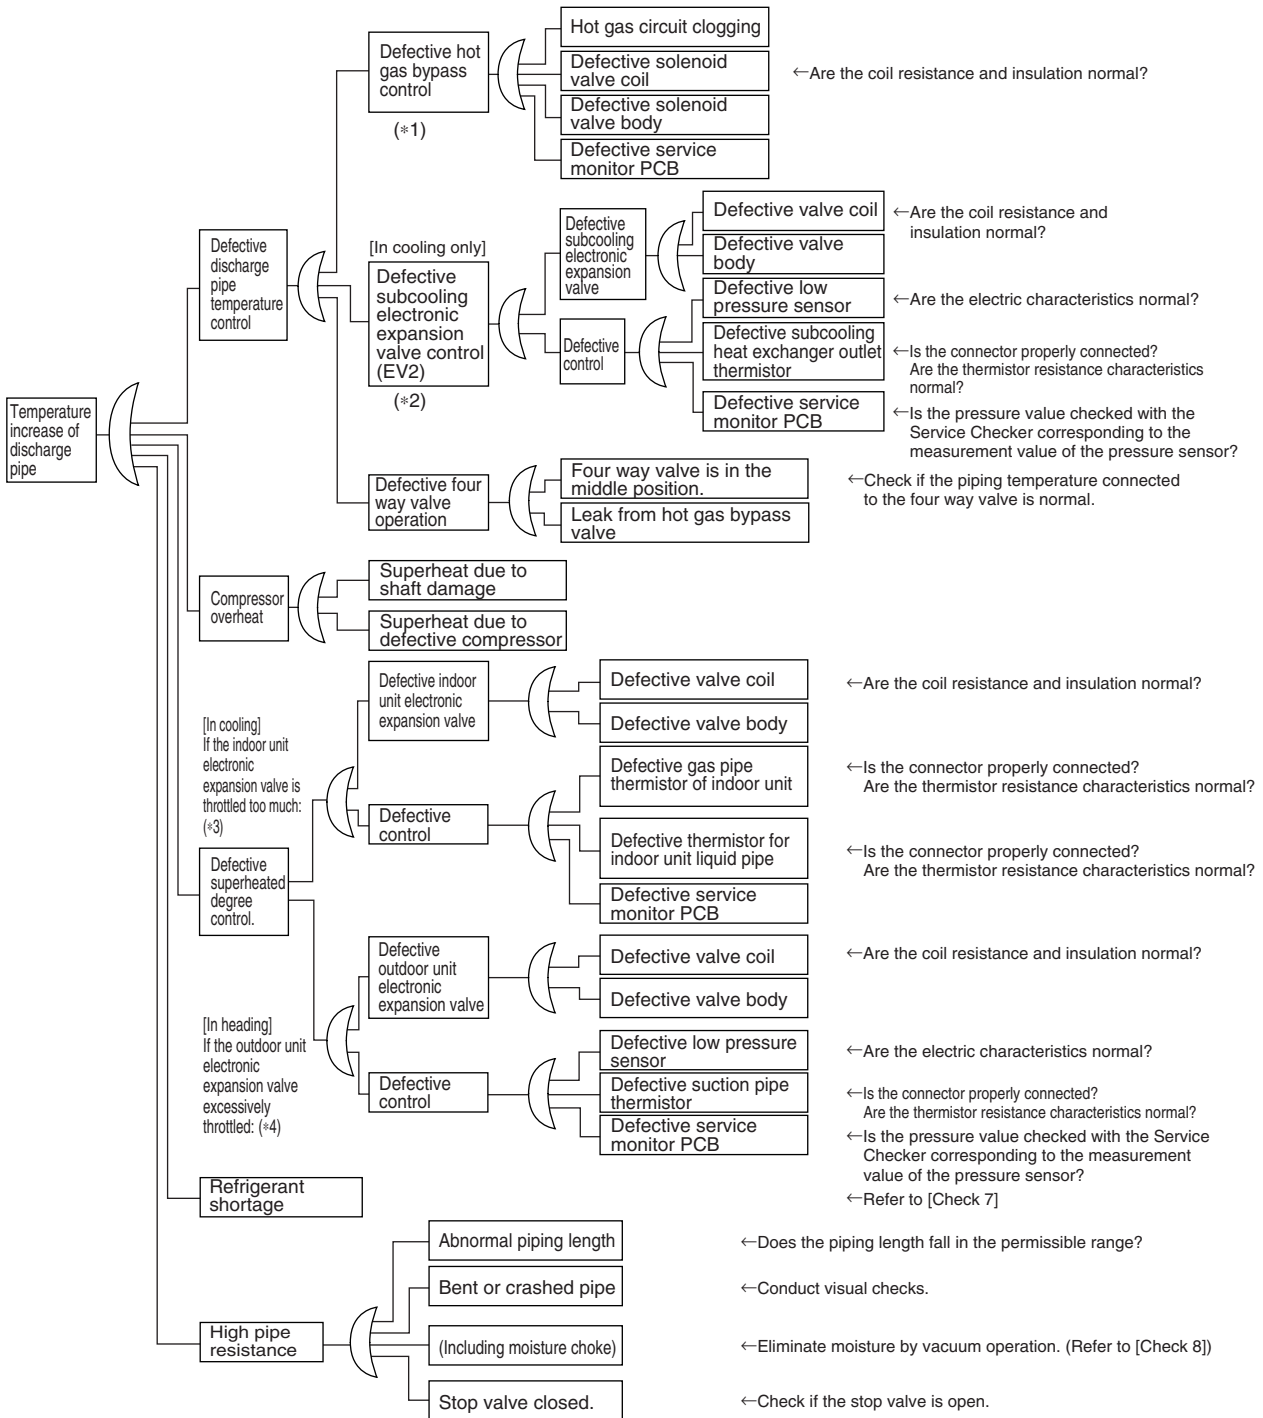 Temperature
increase of
discharge
pipe
Defective
discharge
pipe
temperature
control
Defective hot
gas bypass
control
(*1)
Hot gas circuit clogging
Defective solenoid
valve coil
←Are the coil resistance and insulation normal?
Defective solenoid
valve body
Defective service
monitor PCB
[In cooling only]
Defective
subcooling
electronic
expansion
valve control
(EV2)
(*2)
Defective
subcooling
electronic
expansion
valve
Defective valve coil
←Are the coil resistance and
insulation normal?
Defective valve
body
Defective
control
Defective low
pressure sensor
←Are the electric characteristics normal?
Defective subcooling
heat exchanger outlet
thermistor
←Is the connector properly connected?
Are the thermistor resistance characteristics
normal?
Defective service
monitor PCB
←Is the pressure value checked with the
Service Checker corresponding to the
measurement value of the pressure sensor?
Defective four
way valve
operation
Four way valve is in the
middle position.
←Check if the piping temperature connected
to the four way valve is normal.
Leak from hot gas bypass
valve
Compressor
overheat
Superheat due to
shaft damage
Superheat due to
defective compressor
Defective
superheated
degree
control.
[In cooling]
If the indoor unit
electronic
expansion valve is
throttled too much:
(*3)
Defective indoor
unit electronic
expansion valve
Defective valve coil
←Are the coil resistance and insulation normal?
Defective valve body
Defective
control
Defective gas pipe
thermistor of indoor unit
←Is the connector properly connected?
Are the thermistor resistance characteristics normal?
Defective thermistor for
indoor unit liquid pipe
←Is the connector properly connected?
Are the thermistor resistance characteristics normal?
Defective service
monitor PCB
[In heading]
If the outdoor unit
electronic
expansion valve
excessively
throttled: (*4)
Defective
outdoor unit
electronic
expansion valve
Defective valve coil
←Are the coil resistance and insulation normal?
Defective valve body
Defective
control
Defective low pressure
sensor
←Are the electric characteristics normal?
Defective suction pipe
thermistor
←Is the connector properly connected?
Are the thermistor resistance characteristics normal?
Defective service
monitor PCB
←Is the pressure value checked with the Service
Checker corresponding to the measurement
value of the pressure sensor?
Refrigerant
shortage
←Refer to [Check 7]
High pipe
resistance
Abnormal piping length
←Does the piping length fall in the permissible range?
Bent or crashed pipe
←Conduct visual checks.
(Including moisture choke)
←Eliminate moisture by vacuum operation. (Refer to [Check 8])
Stop valve closed.
←Check if the stop valve is open.